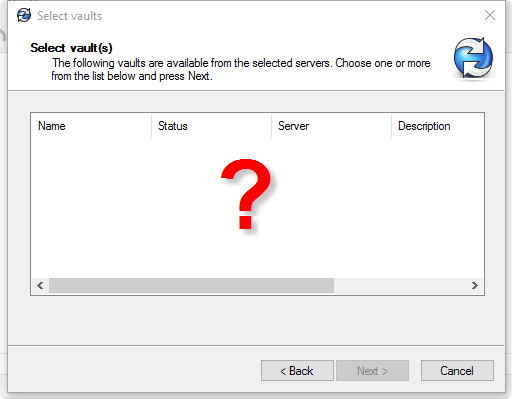 Select vaults
Select vault(s)
The following vaults are available from the selected servers. Choose one or more
from the list below and press Next.
Name Status Server Description
?
< Back Next > Cancel